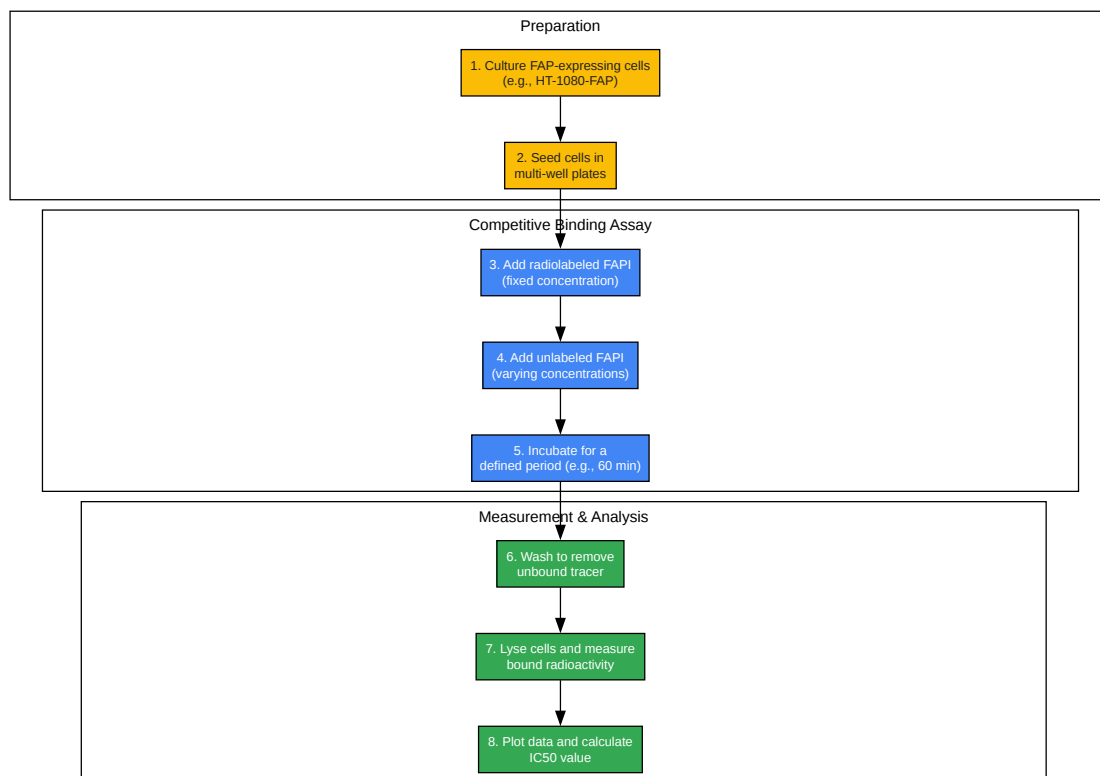 Preparation
1. Culture FAP-expressing cells
(e.g., HT-1080-FAP)
2. Seed cells in
multi-well plates
Competitive Binding Assay
3. Add radiolabeled FAPI
(fixed concentration)
4. Add unlabeled FAPI
(varying concentrations)
5. Incubate for a
defined period (e.g., 60 min)
Measurement & Analysis
6. Wash to remove
unbound tracer
7. Lyse cells and measure
bound radioactivity
8. Plot data and calculate
IC50 value